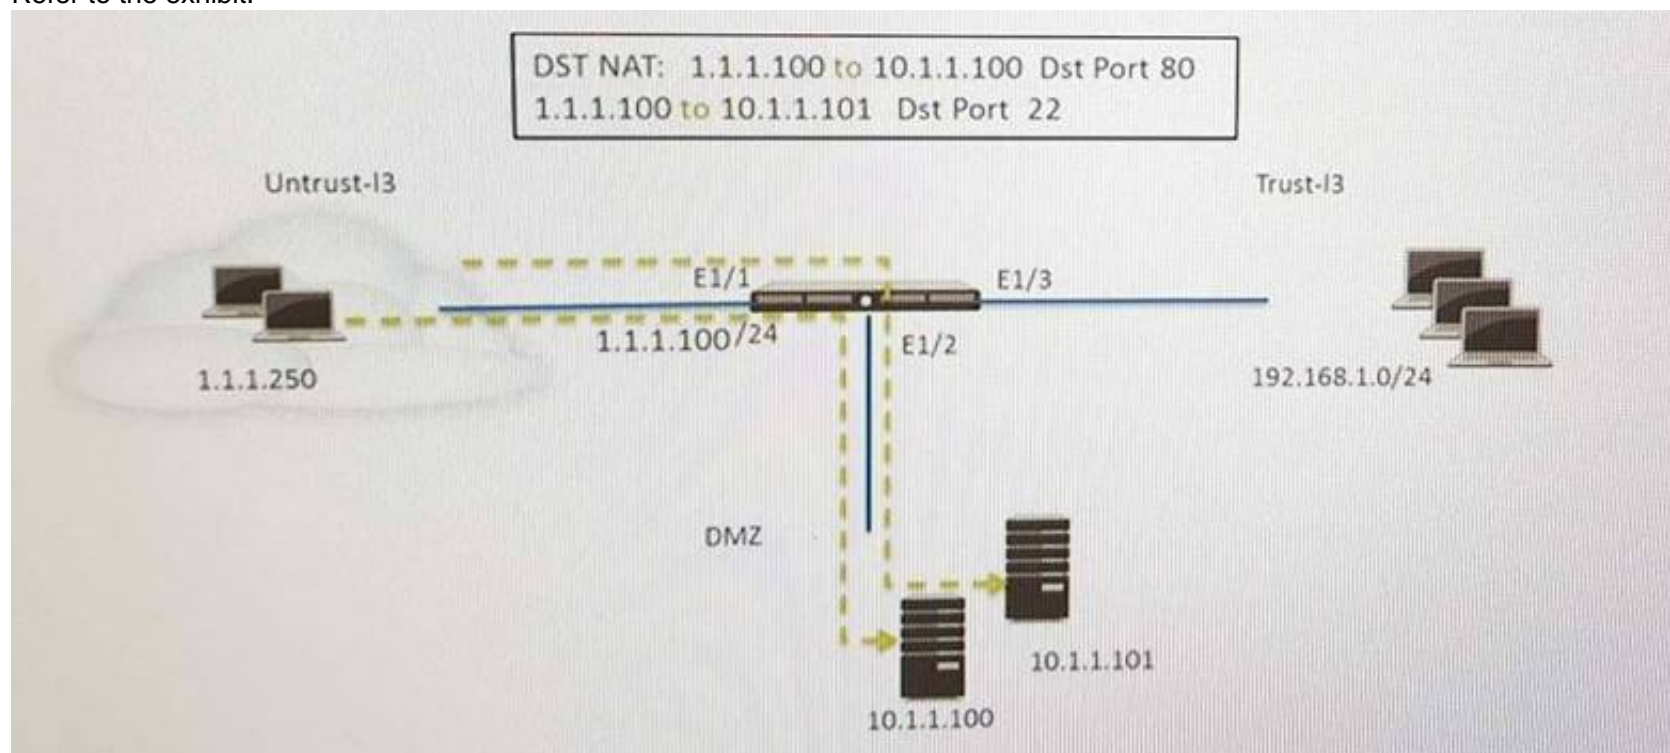 Refer to the exhibit.
DST NAT: 1.1.1.100 to 10.1.1.100 Dst Port 80
1.1.1.100 to 10.1.1.101 Dst Port 22
Untrust-l3
Trust-l3
E1/1
E1/3
1.1.1.100/24
E1/2
1.1.1.250
192.168.1.0/24
DMZ
10.1.1.101
10.1.1.100